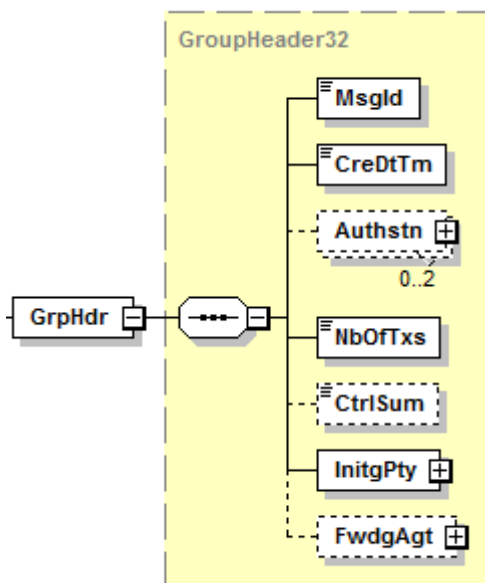 GroupHeader32
MsgId
CreDtTm
Authstn
0..2
GrpHdr
NbOfTxs
CtrlSum
InitgPty
FwdgAgt